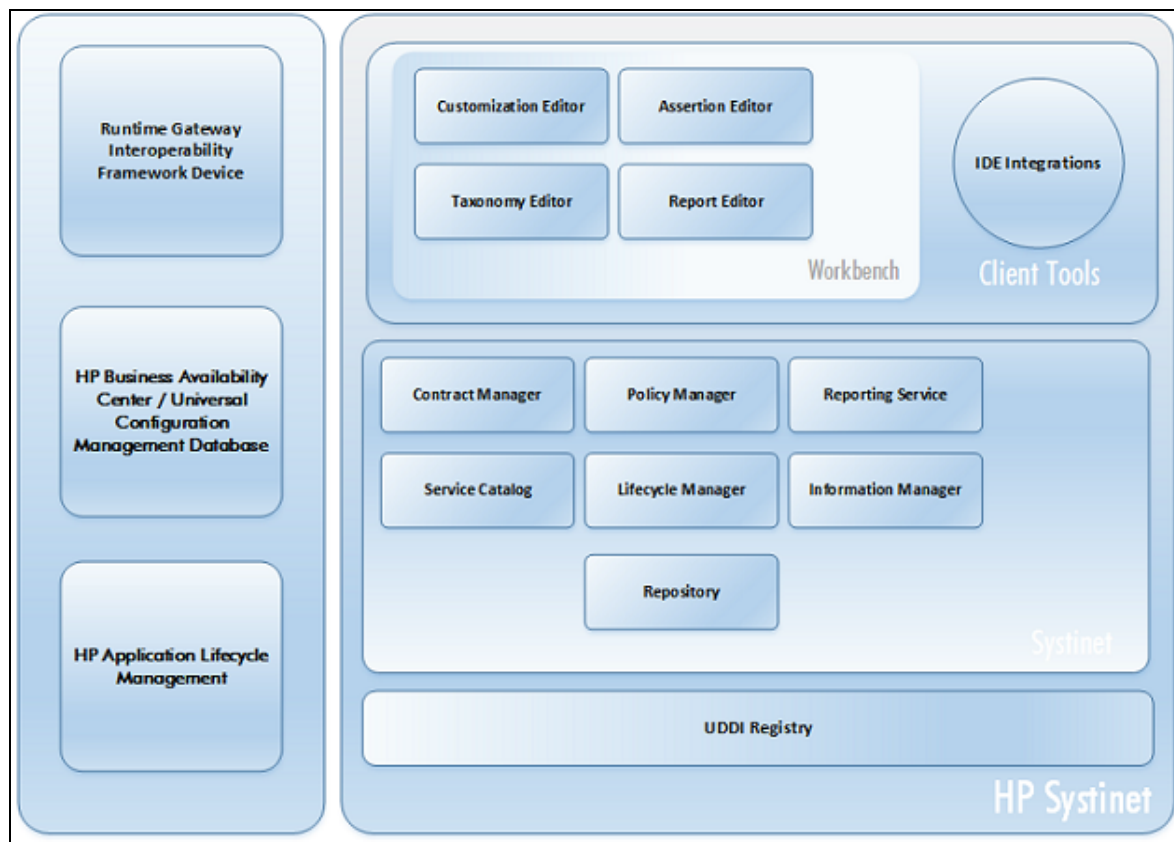 Runtime Gateway
Interoperability
Framework Device
HP Business Availability
Center / Universal
Configuration
Management Database
HP Application Lifecycle
Management
Customization Editor
Assertion Editor
Taxonomy Editor
Report Editor
Workbench
IDE Integrations
Client Tools
Contract Manager
Policy Manager
Reporting Service
Service Catalog
Lifecycle Manager
Information Manager
Repository
Systinet
UDDI Registry
HP Systinet